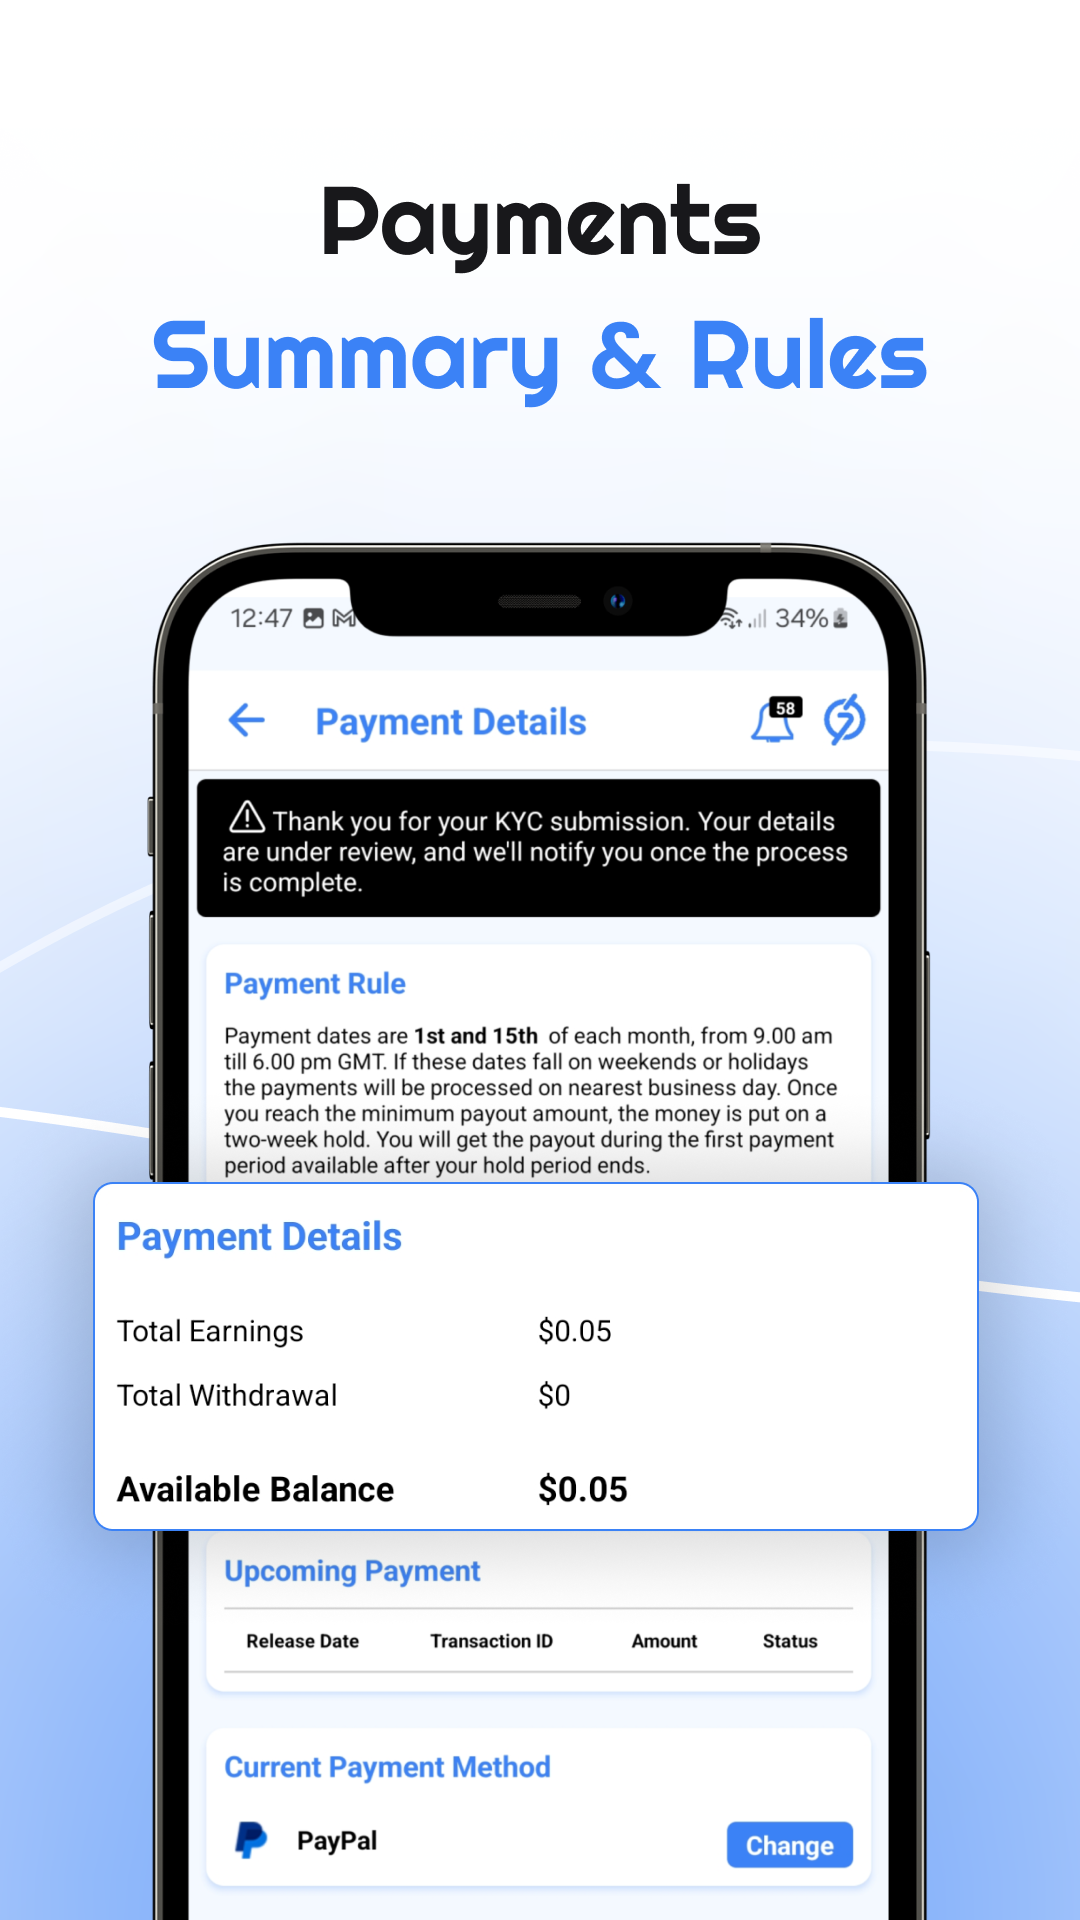 Payments
Summary & Rules
12:47 34%
Payment Details 58
Thank you for your KYC submission. Your details
are under review, and we'll notify you once the process
is complete.
Payment Rule
Payment dates are 1st and 15th of each month, from 9.00 am
till 6.00 pm GMT. If these dates fall on weekends or holidays
the payments will be processed on nearest business day. Once
you reach the minimum payout amount, the money is put on a
two-week hold. You will get the payout during the first payment
period available after your hold period ends.
Payment Details
Total Earnings $0.05
Total Withdrawal $0
Available Balance $0.05
Upcoming Payment
Release Date Transaction ID Amount Status
Current Payment Method
PayPal Change